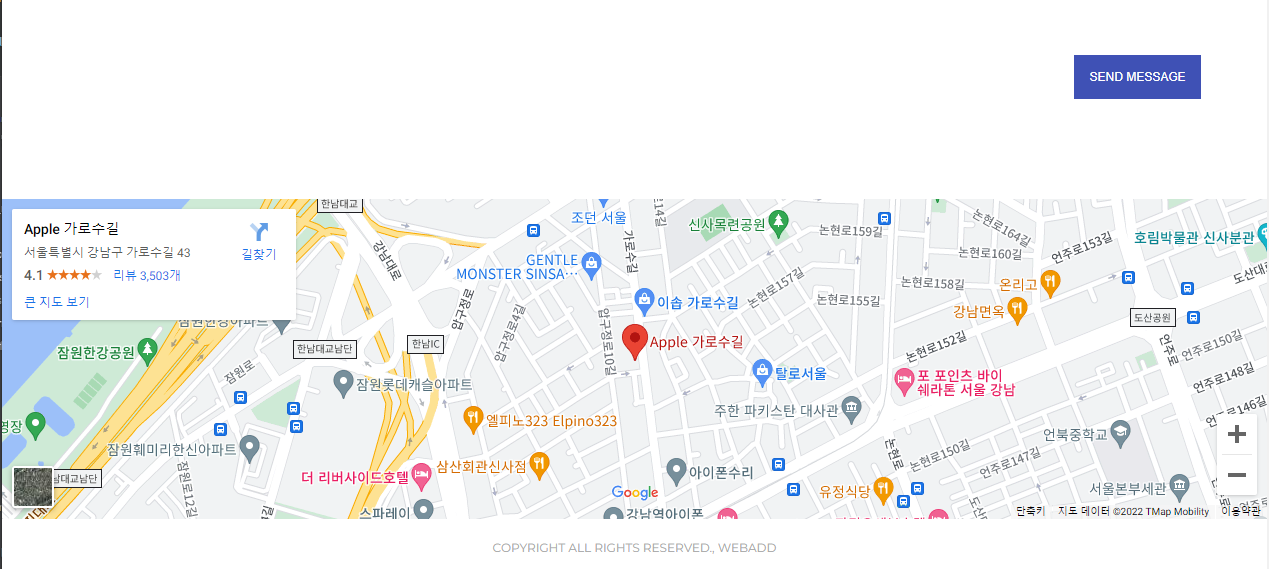 SEND MESSAGE
Apple 가로수길
서울특별시 강남구 가로수길 43
4.1
리뷰 3,503개
큰 지도 보기
길찾기
한남대교
강남대로
조던 서울
가로수길
신사목련공원
논현로159길
논현로164길
논현로160길
언주로153길
호림박물관 신사분관
GENTLE
MONSTER SINSA…
압구정로
압구정로4길
압구정로10길
이솝 가로수길
논현로157길
논현로155길
논현로158길
온리고
강남면옥
도산공원
잠원한강아파트
잠원한강공원
한남대교남단
한남IC
Apple 가로수길
논현로152길
언주로
언주로150길
언주로148길
잠원로
잠원롯데캐슬아파트
탈로서울
포 포인츠 바이
쉐라톤 서울 강남
주한 파키스탄 대사관
엘피노323 Elpino323
언북중학교
잠원훼미리한신아파트
논현로
논현로150길
언주로147길
더 리버사이드호텔
삼산회관신사점
아이폰수리
유정식당
서울본부세관
잠원로12길
스파레이
강남역아이폰
Google
단축키
지도 데이터 ©2022 TMap Mobility
이용약관
COPYRIGHT ALL RIGHTS RESERVED., WEBADD